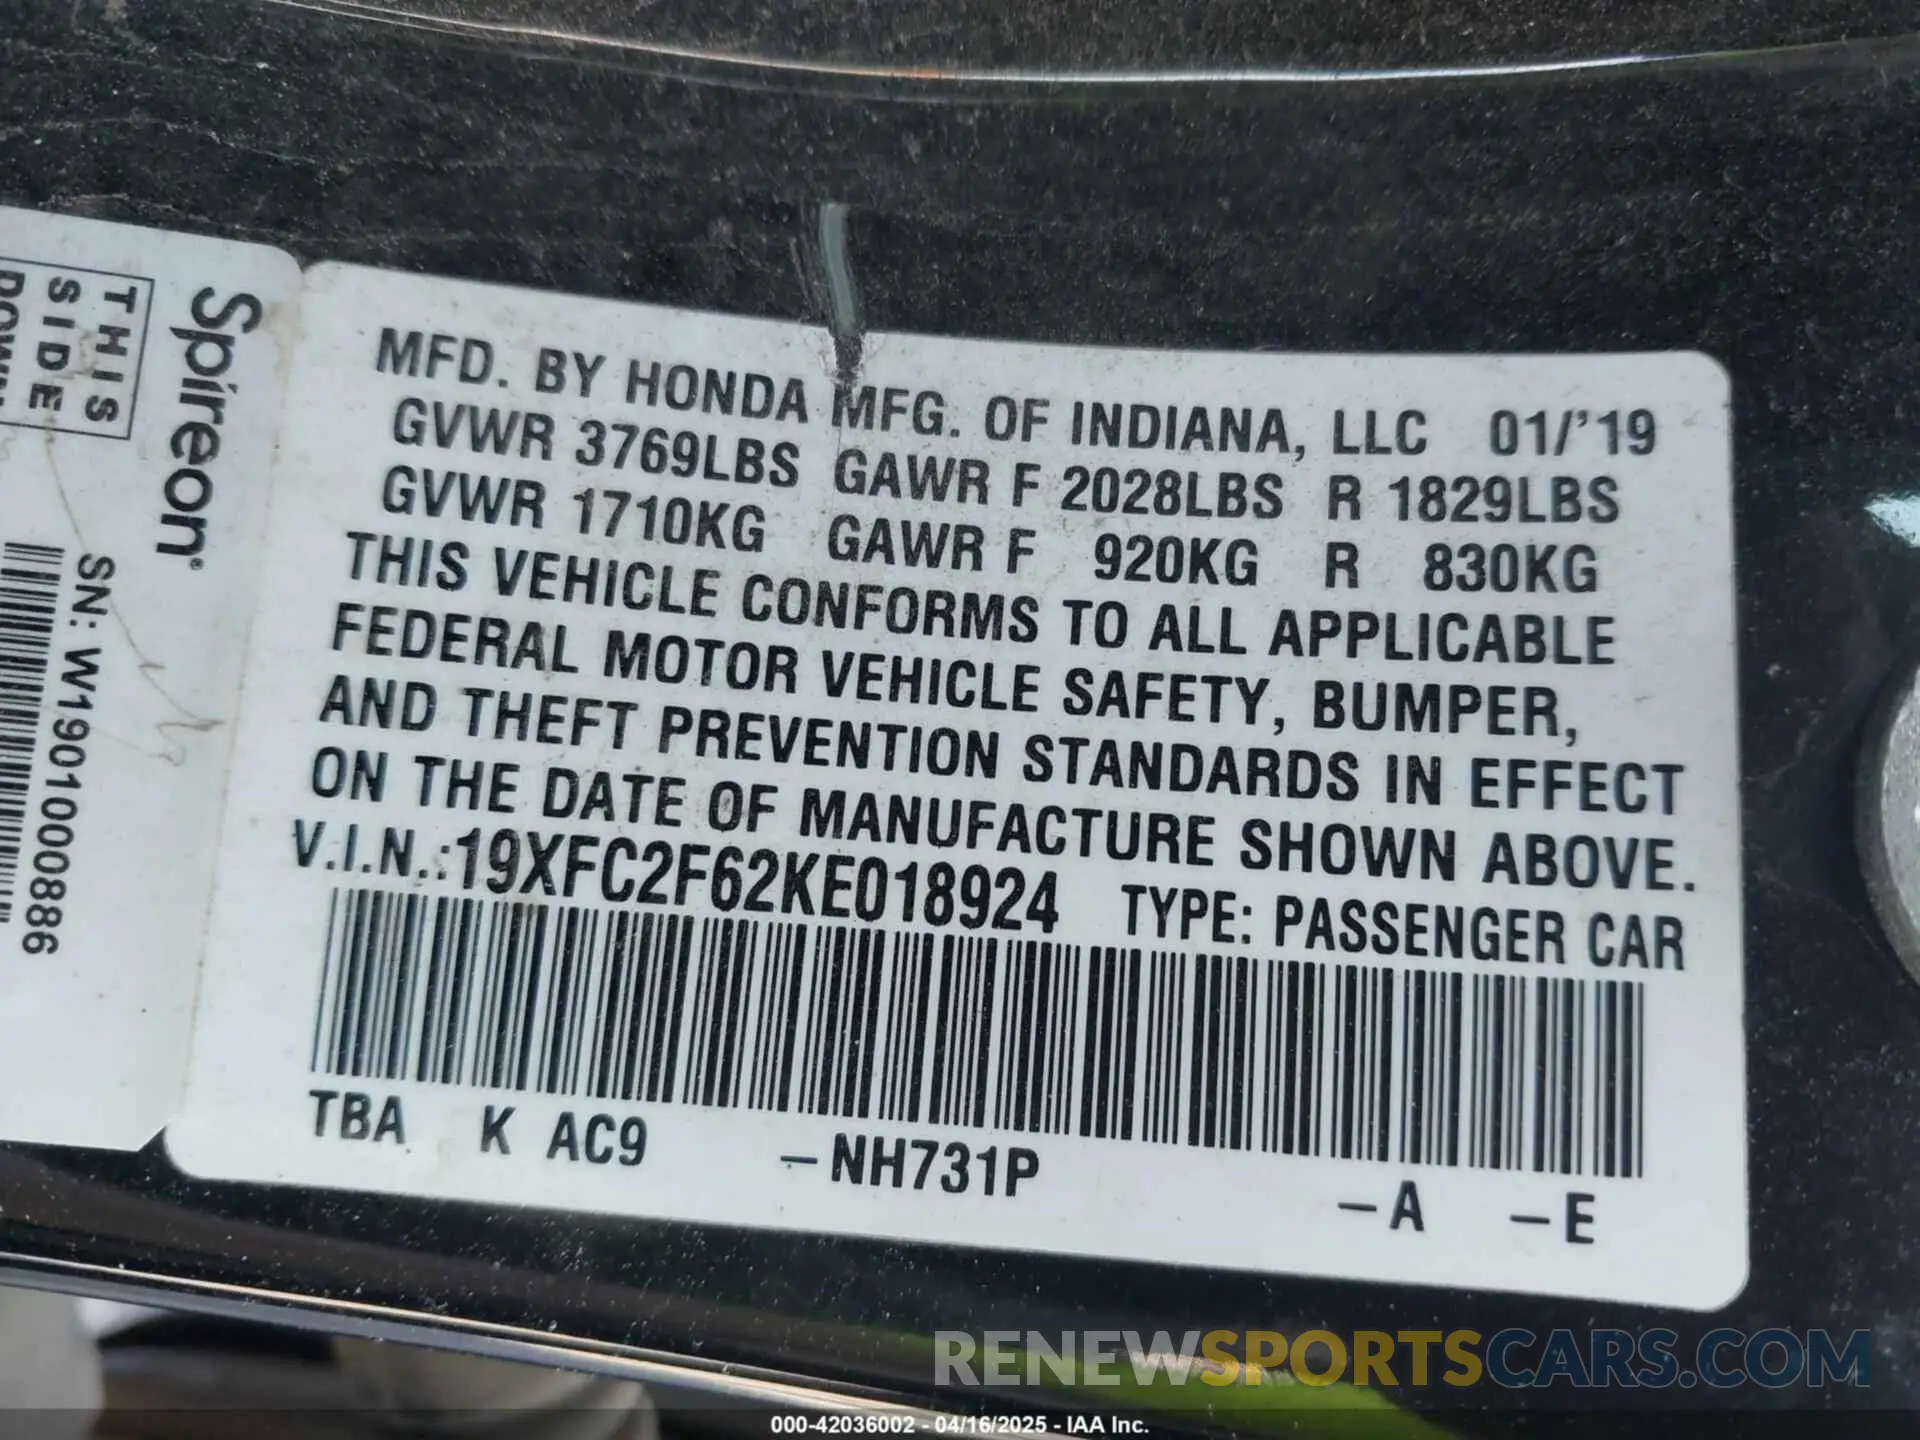 MFD. BY HONDA MFG. OF INDIANA, LLC 01/'19
GVWR 3769LBS GAWR F 2028LBS R 1829LBS
GVWR 1710KG GAWR F 920KG R 830KG
THIS VEHICLE CONFORMS TO ALL APPLICABLE
FEDERAL MOTOR VEHICLE SAFETY, BUMPER,
AND THEFT PREVENTION STANDARDS IN EFFECT
ON THE DATE OF MANUFACTURE SHOWN ABOVE.
V.I.N.:19XFC2F62KE018924 TYPE: PASSENGER CAR
TBA K AC9 –NH731P –A –E
Spireon
THIS
SIDE
DOWN
SN: W190100886
RENEWSPORTSCARS.COM
000-42036002 - 04/16/2025 - IAA Inc.